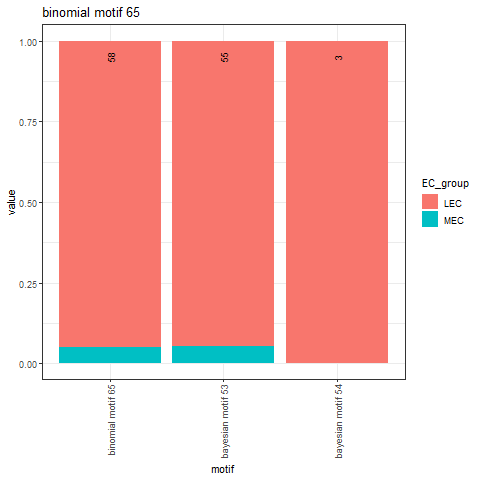 binomial motif 65
1.00
0.75
0.50
0.25
0.00
value
58
55
3
binomial motif 65
bayesian motif 53
bayesian motif 54
motif
EC_group
LEC
MEC